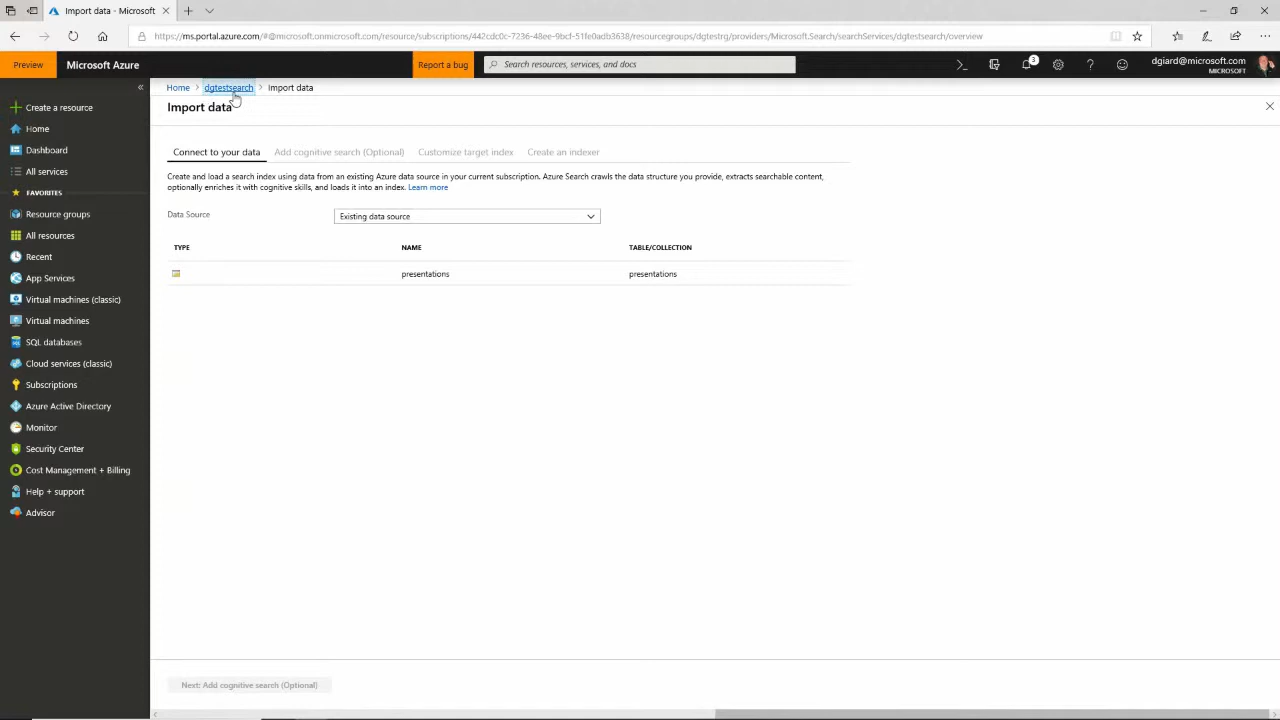 Import data - Microsoft
https://ms.portal.azure.com/#@microsoft.onmicrosoft.com/resource/subscriptions/442cdc0c-7236-48ee-9bcf-51fe0adb3638/resourcegroups/dgtestrg/providers/Microsoft.Search/searchServices/dgtestsearch/overview
Preview
Microsoft Azure
Report a bug
Search resources, services, and docs
3
dgiard@microsoft.com
MICROSOFT
Create a resource
Home
Dashboard
All services
FAVORITES
Resource groups
All resources
Recent
App Services
Virtual machines (classic)
Virtual machines
SQL databases
Cloud services (classic)
Subscriptions
Azure Active Directory
Monitor
Security Center
Cost Management + Billing
Help + support
Advisor
Home > dgtestsearch > Import data
Import data
Connect to your data Add cognitive search (Optional) Customize target index Create an indexer
Create and load a search index using data from an existing Azure data source in your current subscription. Azure Search crawls the data structure you provide, extracts searchable content,
optionally enriches it with cognitive skills, and loads it into an index. Learn more
Data Source Existing data source
TYPE NAME TABLE/COLLECTION
presentations presentations
Next: Add cognitive search (Optional)